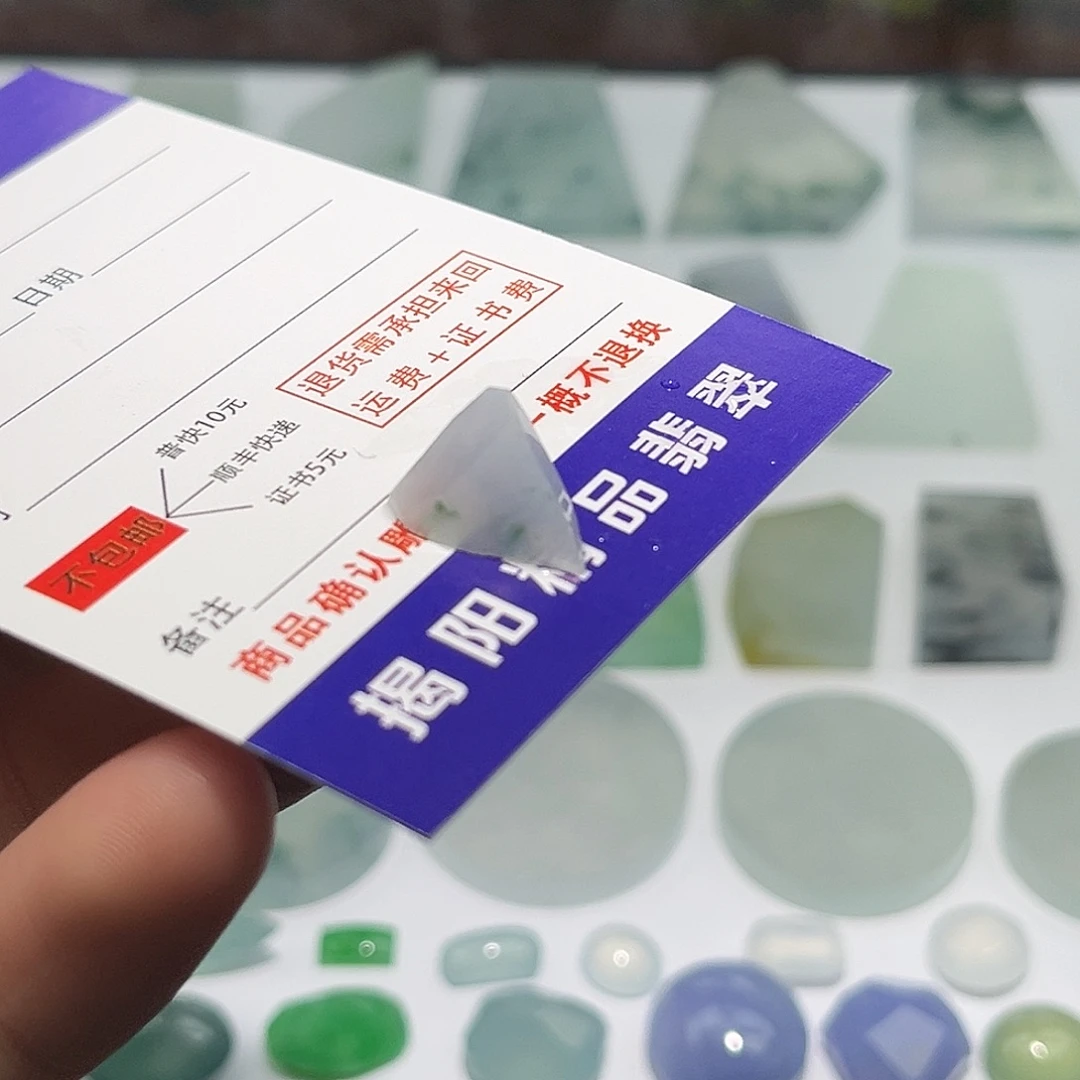 日期
退货需承担来回
运费+证书费
普快10元
顺丰快递
证书5元
不包邮
备注
商品确认
一概不退换
揭阳精品翡翠